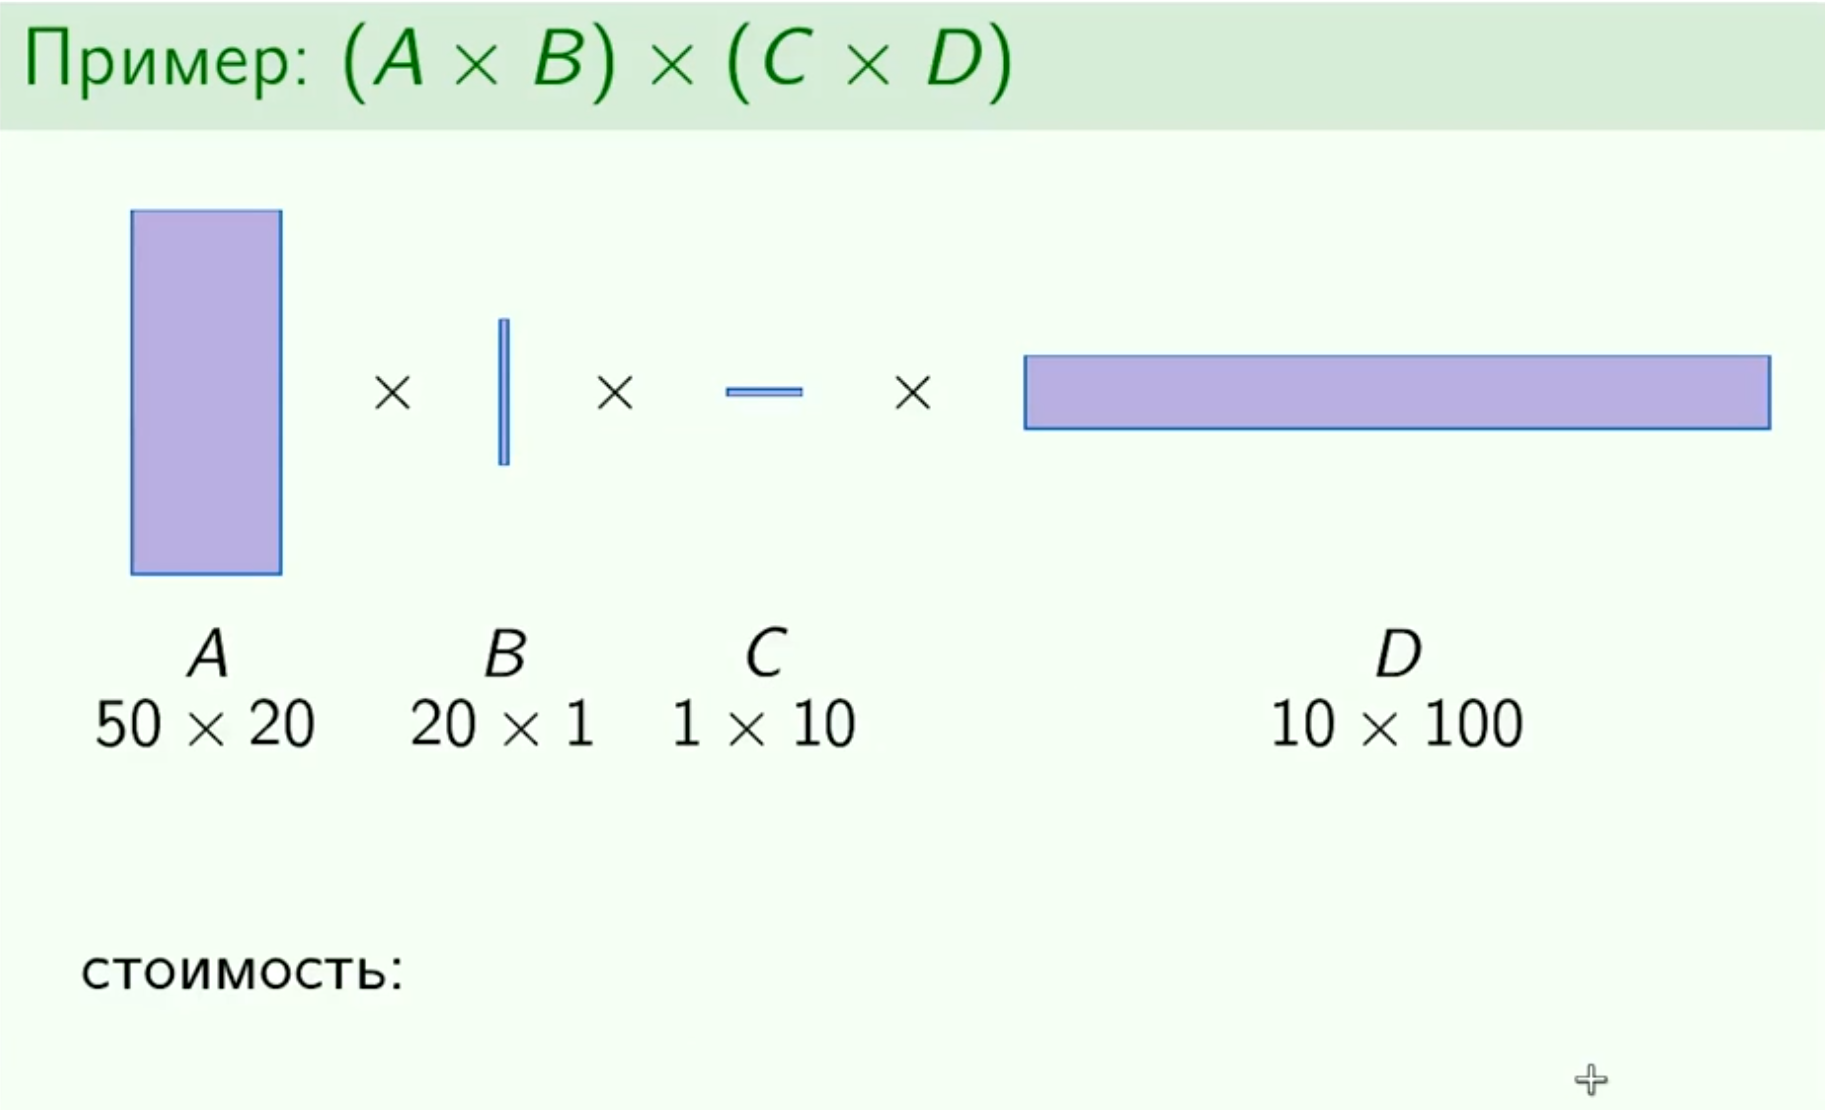 Пример: (A × B) × (C × D)
× × ×
A B C D
50 × 20 20 × 1 1 × 10 10 × 100
стоимость: